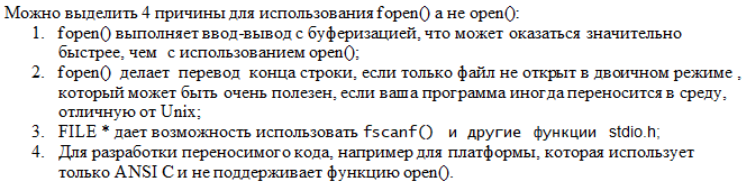 Можно выделить 4 причины для использования fopen() а не open():
1. fopen() выполняет ввод-вывод с буферизацией, что может оказаться значительно
быстрее, чем с использованием open();
2. fopen() делает перевод конца строки, если только файл не открыт в двоичном режиме ,
который может быть очень полезен, если ваша программа иногда переносится в среду,
отличную от Unix;
3. FILE * дает возможность использовать fscanf() и другие функции stdio.h;
4. Для разработки переносимого кода, например для платформы, которая использует
только ANSI C и не поддерживает функцию open().